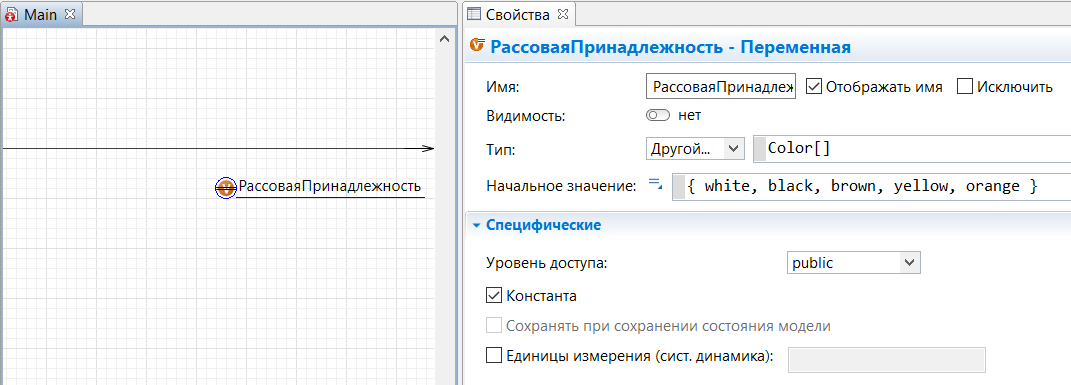 Main
РассоваяПринадлежность
Свойства
РассоваяПринадлежность - Переменная
Имя: РассоваяПринадлеж Отображать имя Исключить
Видимость: нет
Тип: Другой... Color[]
Начальное значение: { white, black, brown, yellow, orange }
Специфические
Уровень доступа: public
Константа
Сохранять при сохранении состояния модели
Единицы измерения (сист. динамика):